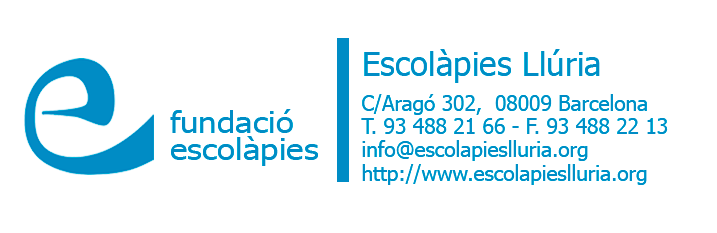 fundació
escolàpies
Escolàpies Llúria
C/Aragó 302, 08009 Barcelona
T. 93 488 21 66 - F. 93 488 22 13
info@escolapieslluria.org
http://www.escolapieslluria.org